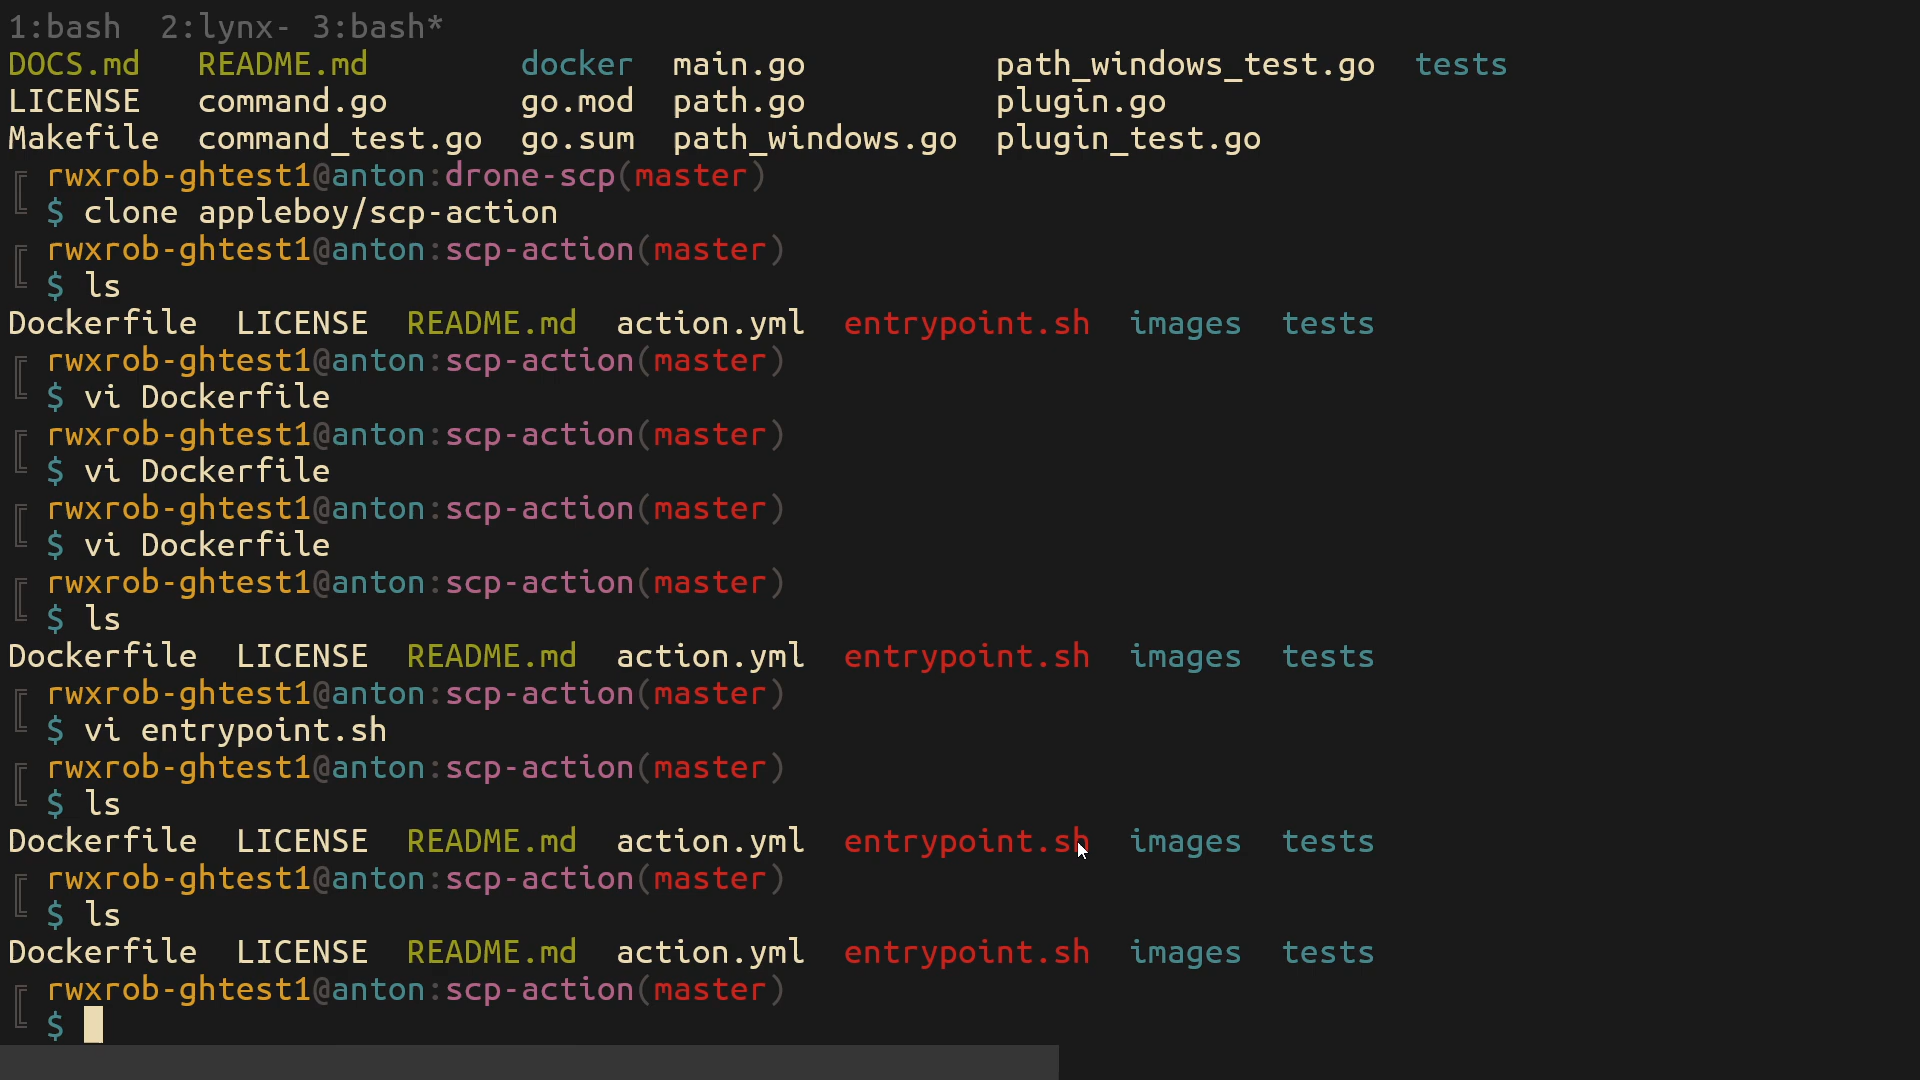 1:bash  2:lynx- 3:bash*
DOCS.md   README.md        docker  main.go          path_windows_test.go  tests
LICENSE   command.go       go.mod  path.go          plugin.go
Makefile  command_test.go  go.sum  path_windows.go  plugin_test.go
╔ rwxrob-ghtest1@anton:drone-scp(master)
╚ $ clone appleboy/scp-action
╔ rwxrob-ghtest1@anton:scp-action(master)
╚ $ ls
Dockerfile  LICENSE  README.md  action.yml  entrypoint.sh  images  tests
╔ rwxrob-ghtest1@anton:scp-action(master)
╚ $ vi Dockerfile
╔ rwxrob-ghtest1@anton:scp-action(master)
╚ $ vi Dockerfile
╔ rwxrob-ghtest1@anton:scp-action(master)
╚ $ vi Dockerfile
╔ rwxrob-ghtest1@anton:scp-action(master)
╚ $ ls
Dockerfile  LICENSE  README.md  action.yml  entrypoint.sh  images  tests
╔ rwxrob-ghtest1@anton:scp-action(master)
╚ $ vi entrypoint.sh
╔ rwxrob-ghtest1@anton:scp-action(master)
╚ $ ls
Dockerfile  LICENSE  README.md  action.yml  entrypoint.sh  images  tests
╔ rwxrob-ghtest1@anton:scp-action(master)
╚ $ ls
Dockerfile  LICENSE  README.md  action.yml  entrypoint.sh  images  tests
╔ rwxrob-ghtest1@anton:scp-action(master)
╚ $